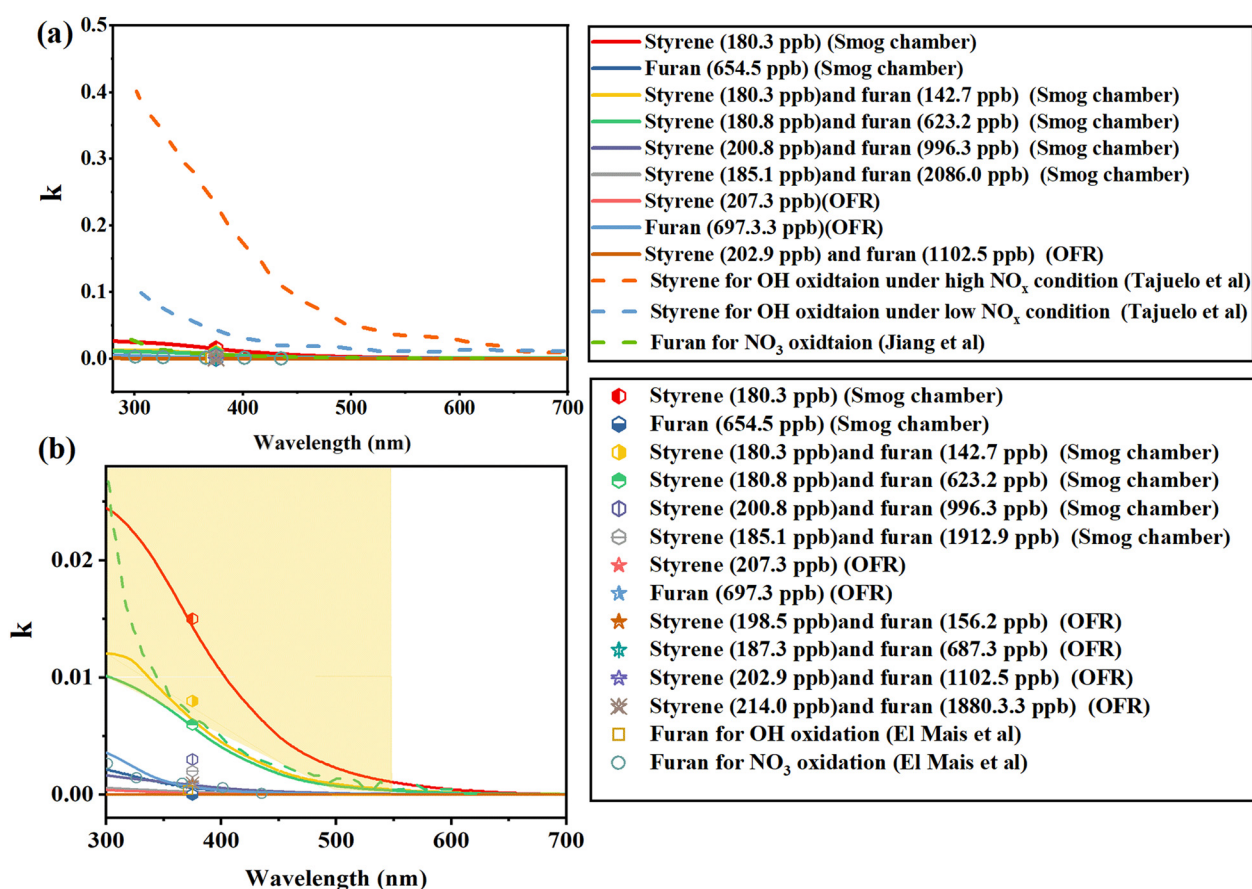 (a)
0.5
0.4
0.3
0.2
0.1
0.0
k
300 400 500 600 700
Wavelength (nm)
Styrene (180.3 ppb) (Smog chamber)
Furan (654.5 ppb) (Smog chamber)
Styrene (180.3 ppb)and furan (142.7 ppb) (Smog chamber)
Styrene (180.8 ppb)and furan (623.2 ppb) (Smog chamber)
Styrene (200.8 ppb)and furan (996.3 ppb) (Smog chamber)
Styrene (185.1 ppb)and furan (2086.0 ppb) (Smog chamber)
Styrene (207.3 ppb)(OFR)
Furan (697.3.3 ppb)(OFR)
Styrene (202.9 ppb) and furan (1102.5 ppb) (OFR)
Styrene for OH oxidtaion under high NOx condition (Tajuelo et al)
Styrene for OH oxidtaion under low NOx condition (Tajuelo et al)
Furan for NO3 oxidtaion (Jiang et al)
(b)
0.02
0.01
0.00
k
300 400 500 600 700
Wavelength (nm)
Styrene (180.3 ppb) (Smog chamber)
Furan (654.5 ppb) (Smog chamber)
Styrene (180.3 ppb)and furan (142.7 ppb) (Smog chamber)
Styrene (180.8 ppb)and furan (623.2 ppb) (Smog chamber)
Styrene (200.8 ppb)and furan (996.3 ppb) (Smog chamber)
Styrene (185.1 ppb)and furan (1912.9 ppb) (Smog chamber)
Styrene (207.3 ppb) (OFR)
Furan (697.3 ppb) (OFR)
Styrene (198.5 ppb)and furan (156.2 ppb) (OFR)
Styrene (187.3 ppb)and furan (687.3 ppb) (OFR)
Styrene (202.9 ppb)and furan (1102.5 ppb) (OFR)
Styrene (214.0 ppb)and furan (1880.3.3 ppb) (OFR)
Furan for OH oxidation (El Mais et al)
Furan for NO3 oxidation (El Mais et al)